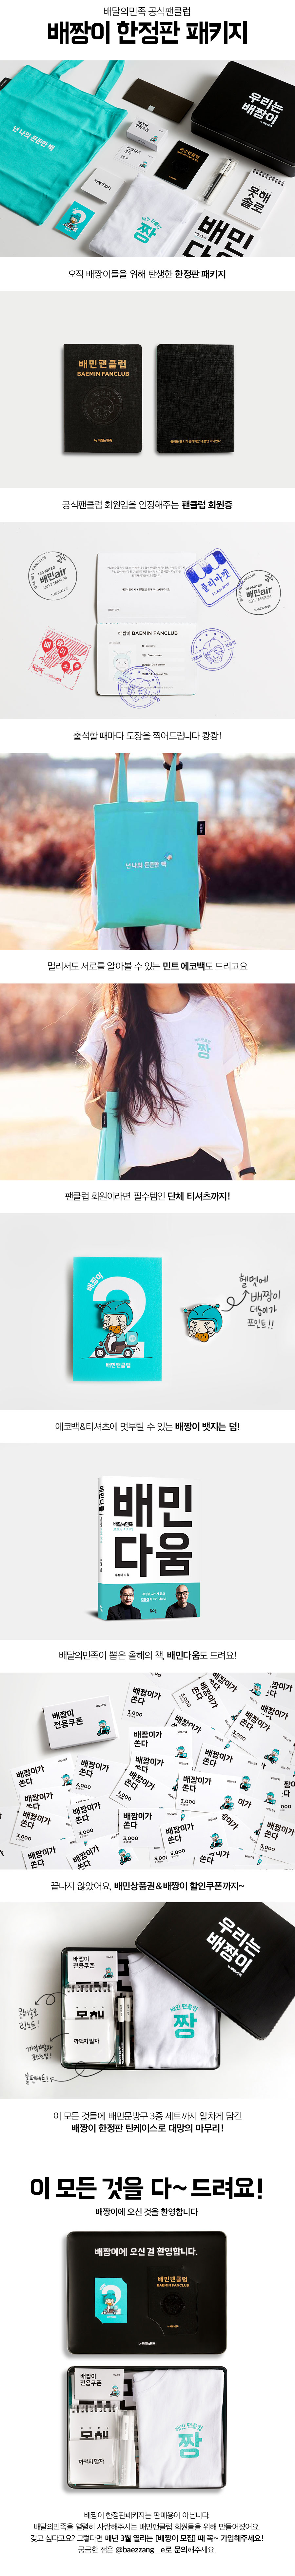 배달의민족 공식팬클럽
배짱이 한정판 패키지
넌 나의 든든한 백
배민팬클럽
짱
우리는
배짱이
못해
솔로
배민
다움
오직 배짱이들을 위해 탄생한 한정판 패키지
배민팬클럽
BAEMIN FANCLUB
공식팬클럽 회원임을 인정해주는 팬클럽 회원증
배민air
배짱이 BAEMIN FANCLUB
플리마켓
배민air
출석할 때마다 도장을 찍어드립니다 쾅쾅!
넌 나의 든든한 백
멀리서도 서로를 알아볼 수 있는 민트 에코백도 드리고요
짱
팬클럽 회원이라면 필수템인 단체 티셔츠까지!
배짱이
배민팬클럽
헬멧에
배짱이
더듬이가
포인트!!
에코백&티셔츠에 멋부릴 수 있는 배짱이 뱃지는 덤!
배민
다움
배달의민족이 뽑은 올해의 책, 배민다움도 드려요!
배짱이
전용쿠폰
배짱이가
쏜다
3,000
끝나지 않았어요, 배민상품권&배짱이 할인쿠폰까지~
우리는
배짱이
배짱이
전용쿠폰
못해
까먹지 말자
배민 팬클럽
짱
이 모든 것들에 배민문방구 3종 세트까지 알차게 담긴
배짱이 한정판 틴케이스로 대망의 마무리!
이 모든 것을 다~ 드려요!
배짱이에 오신 것을 환영합니다
배짱이에 오신 걸 환영합니다.
배민팬클럽
BAEMIN FANCLUB
배짱이
전용쿠폰
못해
까먹지 말자
배민 팬클럽
짱
배짱이 한정판패키지는 판매용이 아닙니다.
배달의민족을 열렬히 사랑해주시는 배민팬클럽 회원들을 위해 만들어졌어요.
갖고 싶다고요? 그렇다면 매년 3월 열리는 [배짱이 모집] 때 꼭~ 가입해주세요!
궁금한 점은 @baezzang__e로 문의해주세요.